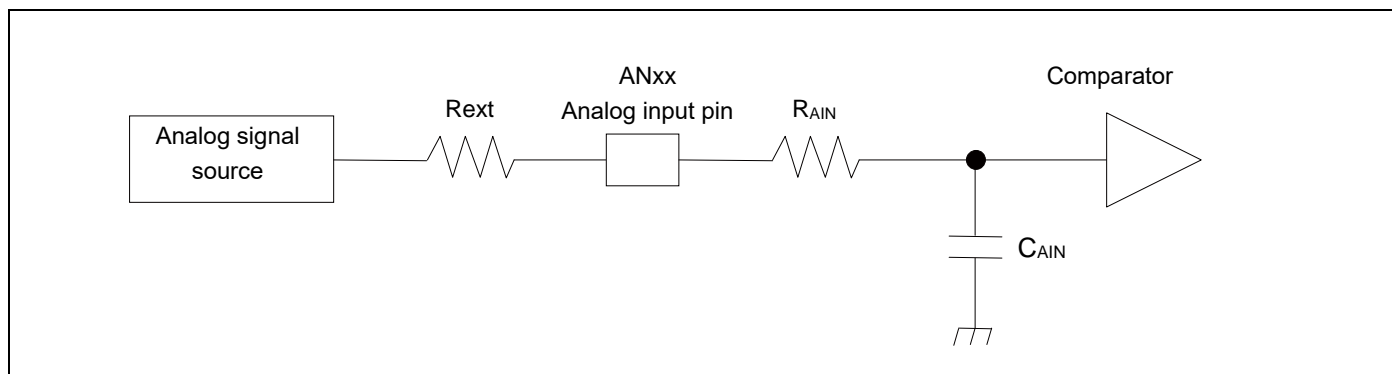 ANxx
Analog input pin
Comparator
Rext
RAIN
Analog signal
source
CAIN